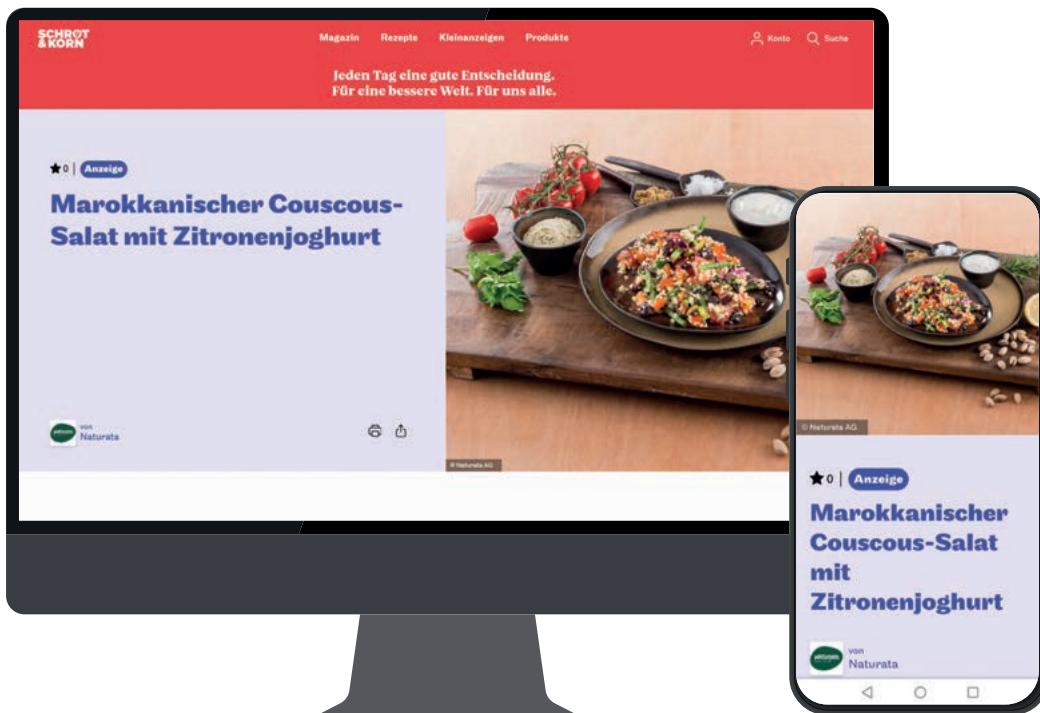 SCHROT
& KORN
Magazin Rezepte Kleinanzeigen Produkte
Konto Suche
Jeden Tag eine gute Entscheidung.
Für eine bessere Welt. Für uns alle.
0 | Anzeige
Marokkanischer Couscous-
Salat mit Zitronenjoghurt
von
Naturata
© Naturata AG
© Naturata AG
0 | Anzeige
Marokkanischer
Couscous-Salat
mit
Zitronenjoghurt
von
Naturata